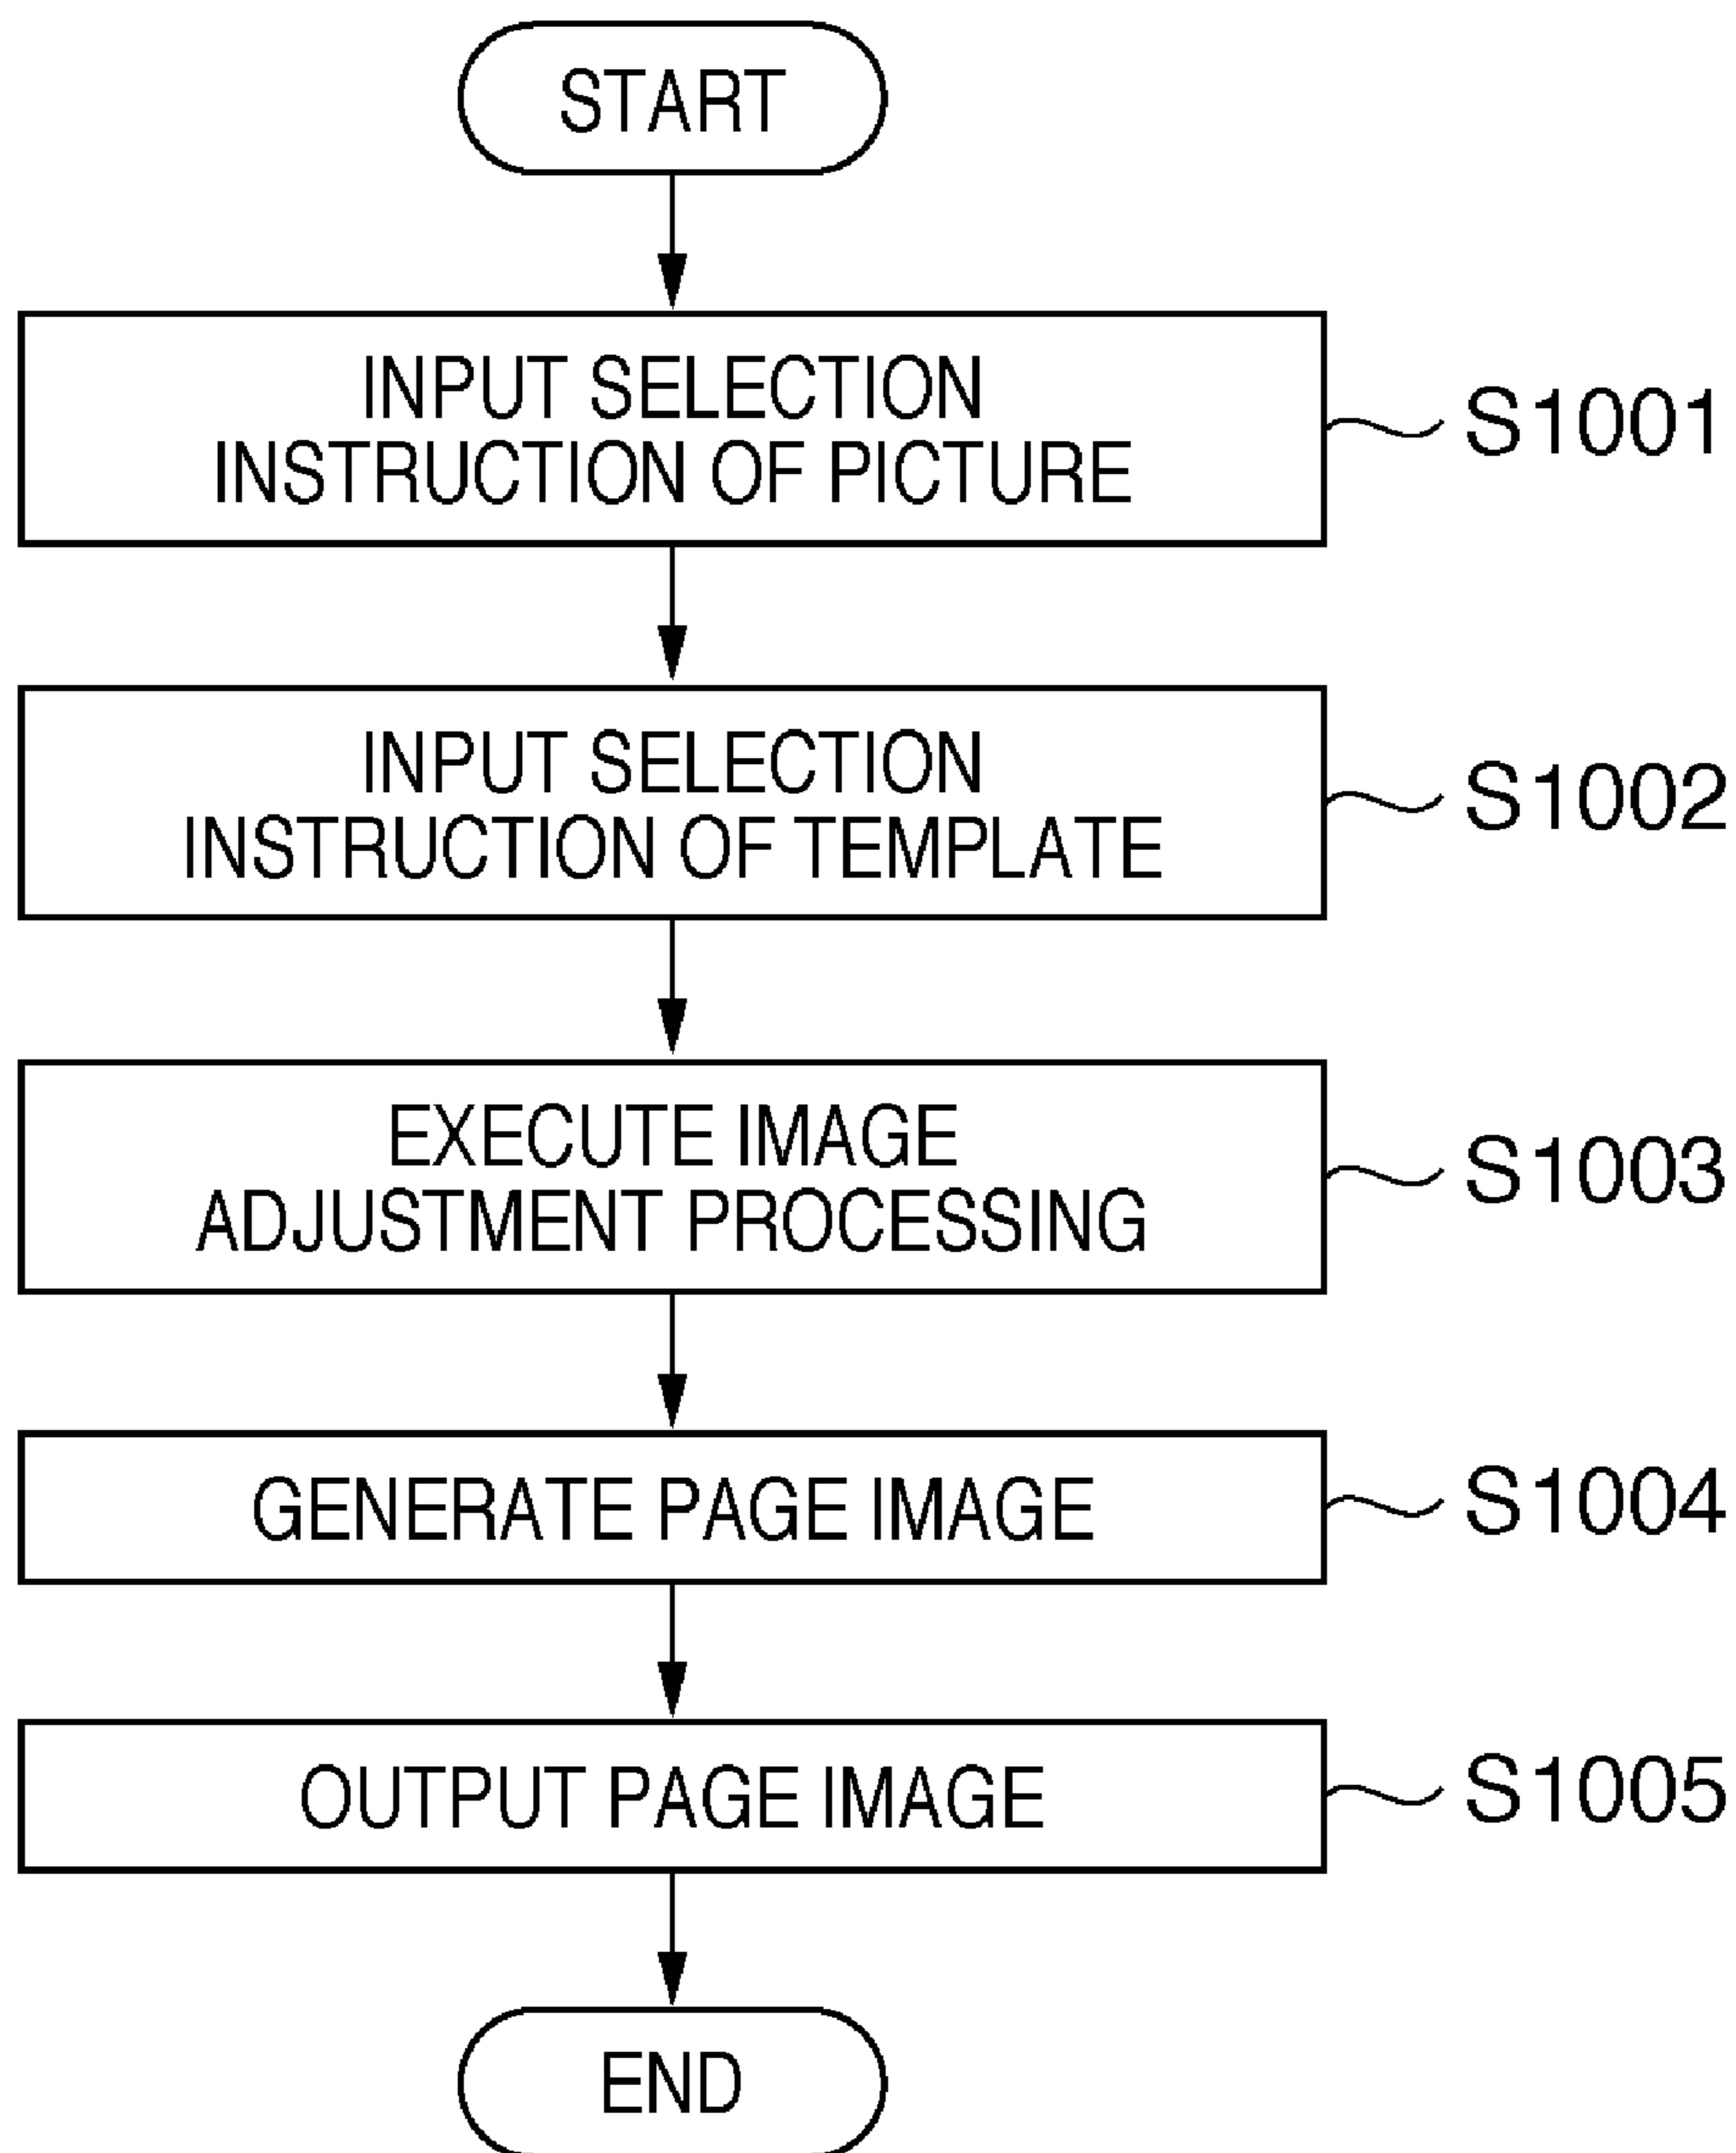 START
INPUT SELECTION
INSTRUCTION OF PICTURE
S1001
INPUT SELECTION
INSTRUCTION OF TEMPLATE
S1002
EXECUTE IMAGE
ADJUSTMENT PROCESSING
S1003
GENERATE PAGE IMAGE
S1004
OUTPUT PAGE IMAGE
S1005
END